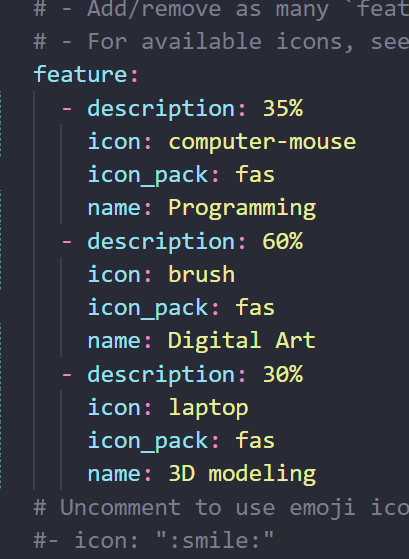 # - Add/remove as many `feat
# - For available icons, see
feature:
- description: 35%
icon: computer-mouse
icon_pack: fas
name: Programming
- description: 60%
icon: brush
icon_pack: fas
name: Digital Art
- description: 30%
icon: laptop
icon_pack: fas
name: 3D modeling
# Uncomment to use emoji ico
#- icon: ":smile:"